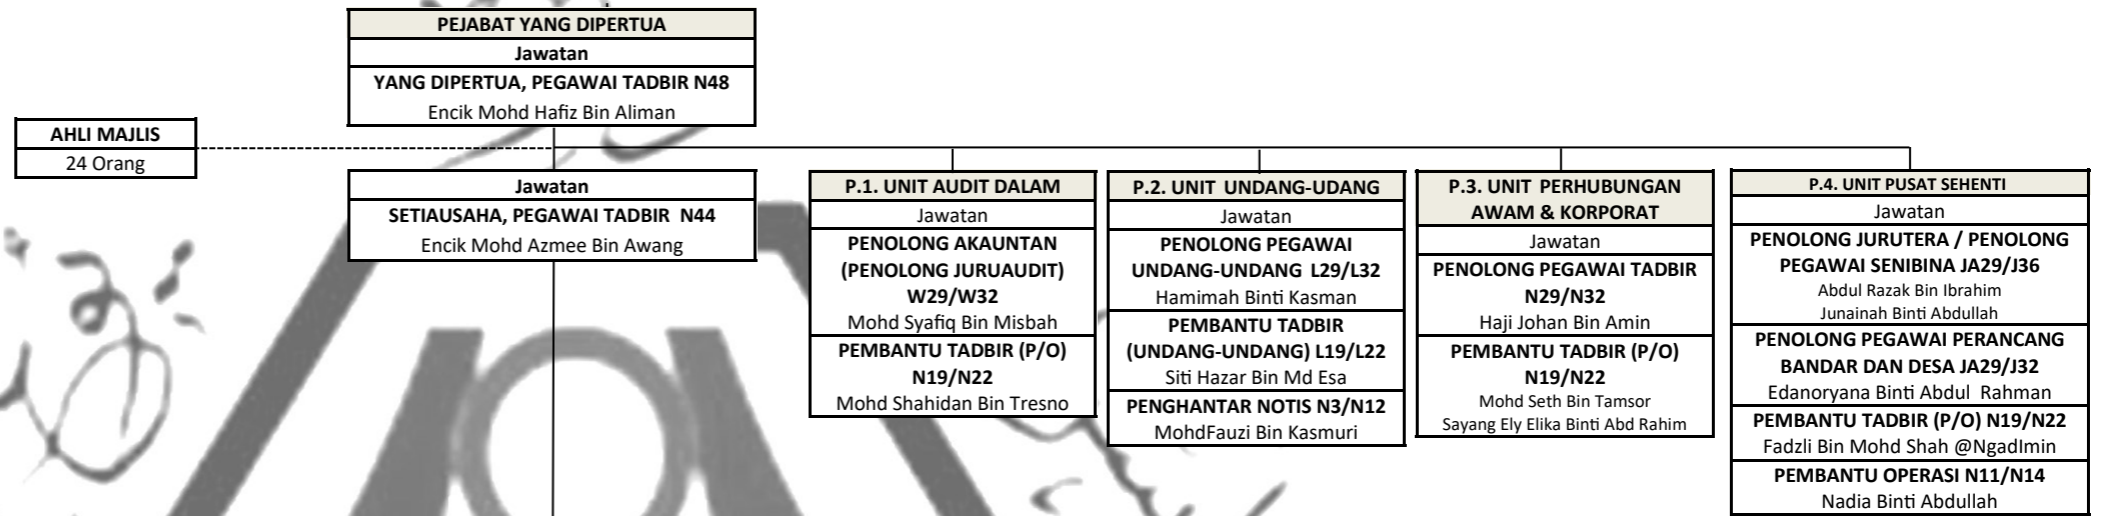 PEJABAT YANG DIPERTUA
Jawatan
YANG DIPERTUA, PEGAWAI TADBIR N48
Encik Mohd Hafiz Bin Aliman
AHLI MAJLIS
24 Orang
Jawatan
SETIAUSAHA, PEGAWAI TADBIR N44
Encik Mohd Azmee Bin Awang
P.1. UNIT AUDIT DALAM
Jawatan
PENOLONG AKAUNTAN
(PENOLONG JURUAUDIT)
W29/W32
Mohd Syafiq Bin Misbah
PEMBANTU TADBIR (P/O)
N19/N22
Mohd Shahidan Bin Tresno
P.2. UNIT UNDANG-UDANG
Jawatan
PENOLONG PEGAWAI
UNDANG-UNDANG L29/L32
Hamimah Binti Kasman
PEMBANTU TADBIR
(UNDANG-UNDANG) L19/L22
Siti Hazar Bin Md Esa
PENGHANTAR NOTIS N3/N12
MohdFauzi Bin Kasmuri
P.3. UNIT PERHUBUNGAN
AWAM & KORPORAT
Jawatan
PENOLONG PEGAWAI TADBIR
N29/N32
Haji Johan Bin Amin
PEMBANTU TADBIR (P/O)
N19/N22
Mohd Seth Bin Tamsor
Sayang Ely Elika Binti Abd Rahim
P.4. UNIT PUSAT SEHENTI
Jawatan
PENOLONG JURUTERA / PENOLONG
PEGAWAI SENIBINA JA29/J36
Abdul Razak Bin Ibrahim
Junainah Binti Abdullah
PENOLONG PEGAWAI PERANCANG
BANDAR DAN DESA JA29/J32
Edanoryana Binti Abdul Rahman
PEMBANTU TADBIR (P/O) N19/N22
Fadzli Bin Mohd Shah @NgadImin
PEMBANTU OPERASI N11/N14
Nadia Binti Abdullah